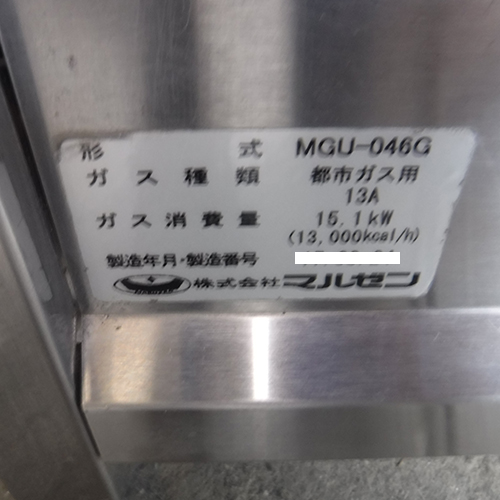 形式 MGU-046G
ガス種類 都市ガス用
13A
ガス消費量 15.1kW
(13,000kcal/h)
製造年月・製造番号
株式会社マルゼン